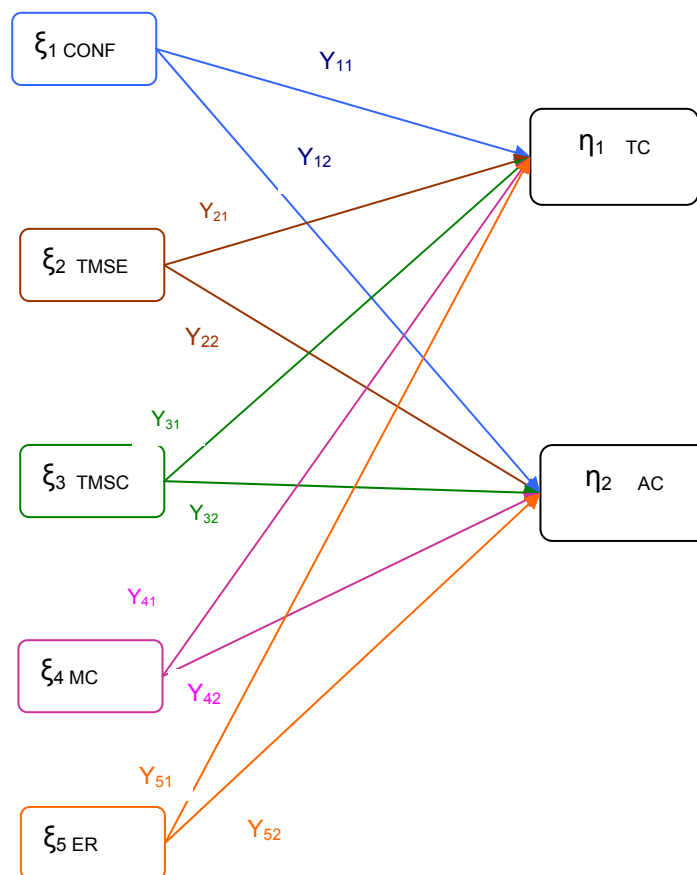 ξ1 CONF
Y11
η1 TC
Y12
Y21
ξ2 TMSE
Y22
Y31
ξ3 TMSC
η2 AC
Y32
Y41
ξ4 MC
Y42
Y51
ξ5 ER
Y52